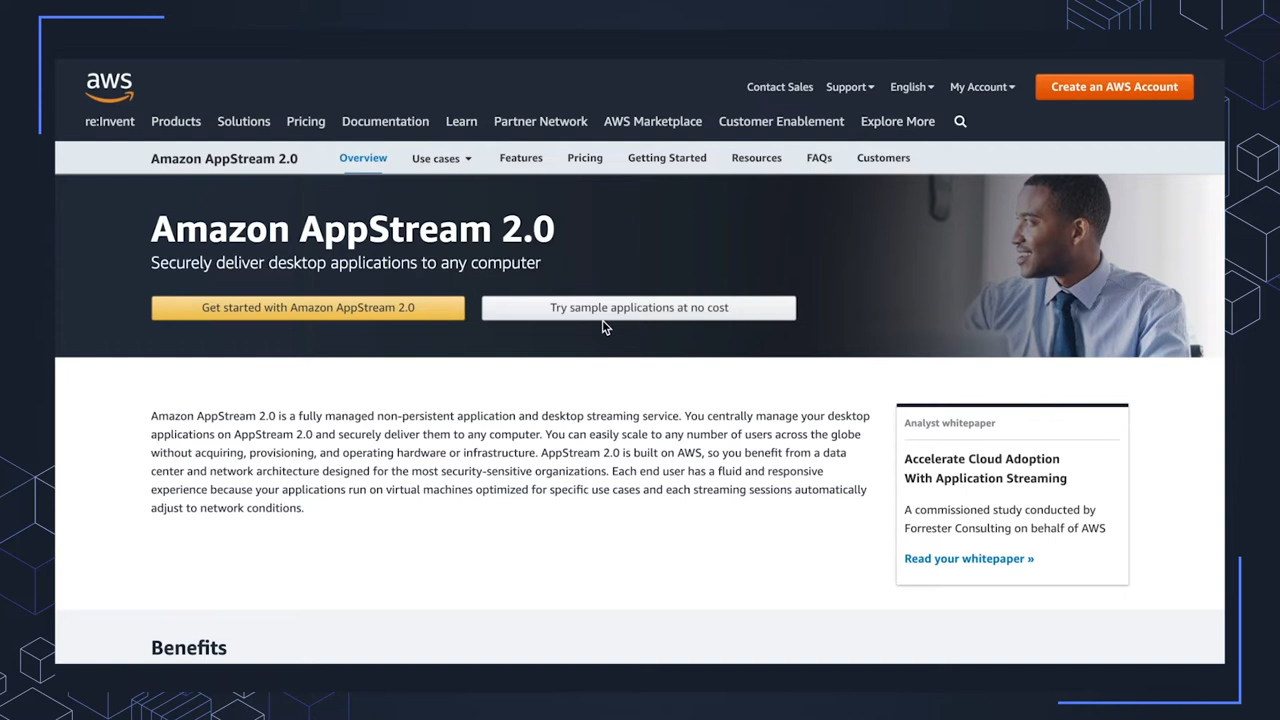 aws
Contact Sales Support English My Account Create an AWS Account
re:Invent Products Solutions Pricing Documentation Learn Partner Network AWS Marketplace Customer Enablement Explore More
Amazon AppStream 2.0 Overview Use cases Features Pricing Getting Started Resources FAQs Customers
Amazon AppStream 2.0
Securely deliver desktop applications to any computer
Get started with Amazon AppStream 2.0 Try sample applications at no cost
Amazon AppStream 2.0 is a fully managed non-persistent application and desktop streaming service. You centrally manage your desktop
applications on AppStream 2.0 and securely deliver them to any computer. You can easily scale to any number of users across the globe
without acquiring, provisioning, and operating hardware or infrastructure. AppStream 2.0 is built on AWS, so you benefit from a data
center and network architecture designed for the most security-sensitive organizations. Each end user has a fluid and responsive
experience because your applications run on virtual machines optimized for specific use cases and each streaming sessions automatically
adjust to network conditions.
Analyst whitepaper
Accelerate Cloud Adoption
With Application Streaming
A commissioned study conducted by
Forrester Consulting on behalf of AWS
Read your whitepaper »
Benefits